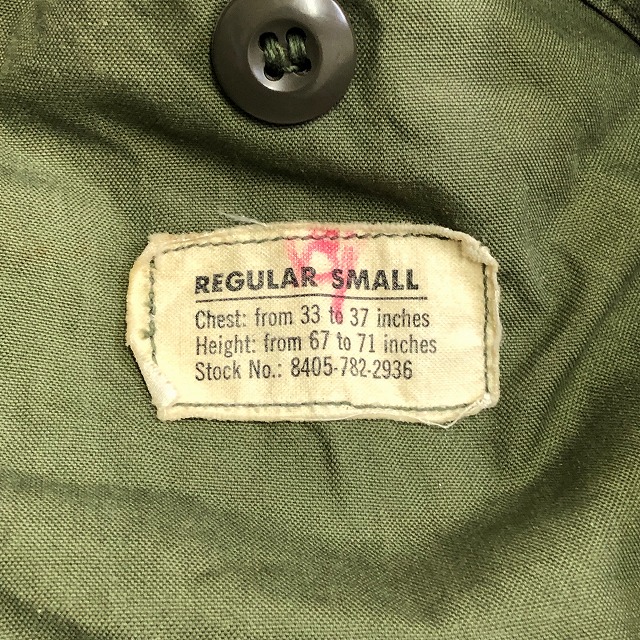 REGULAR SMALL
Chest: from 33 to 37 inches
Height: from 67 to 71 inches
Stock No.: 8405-782-2936